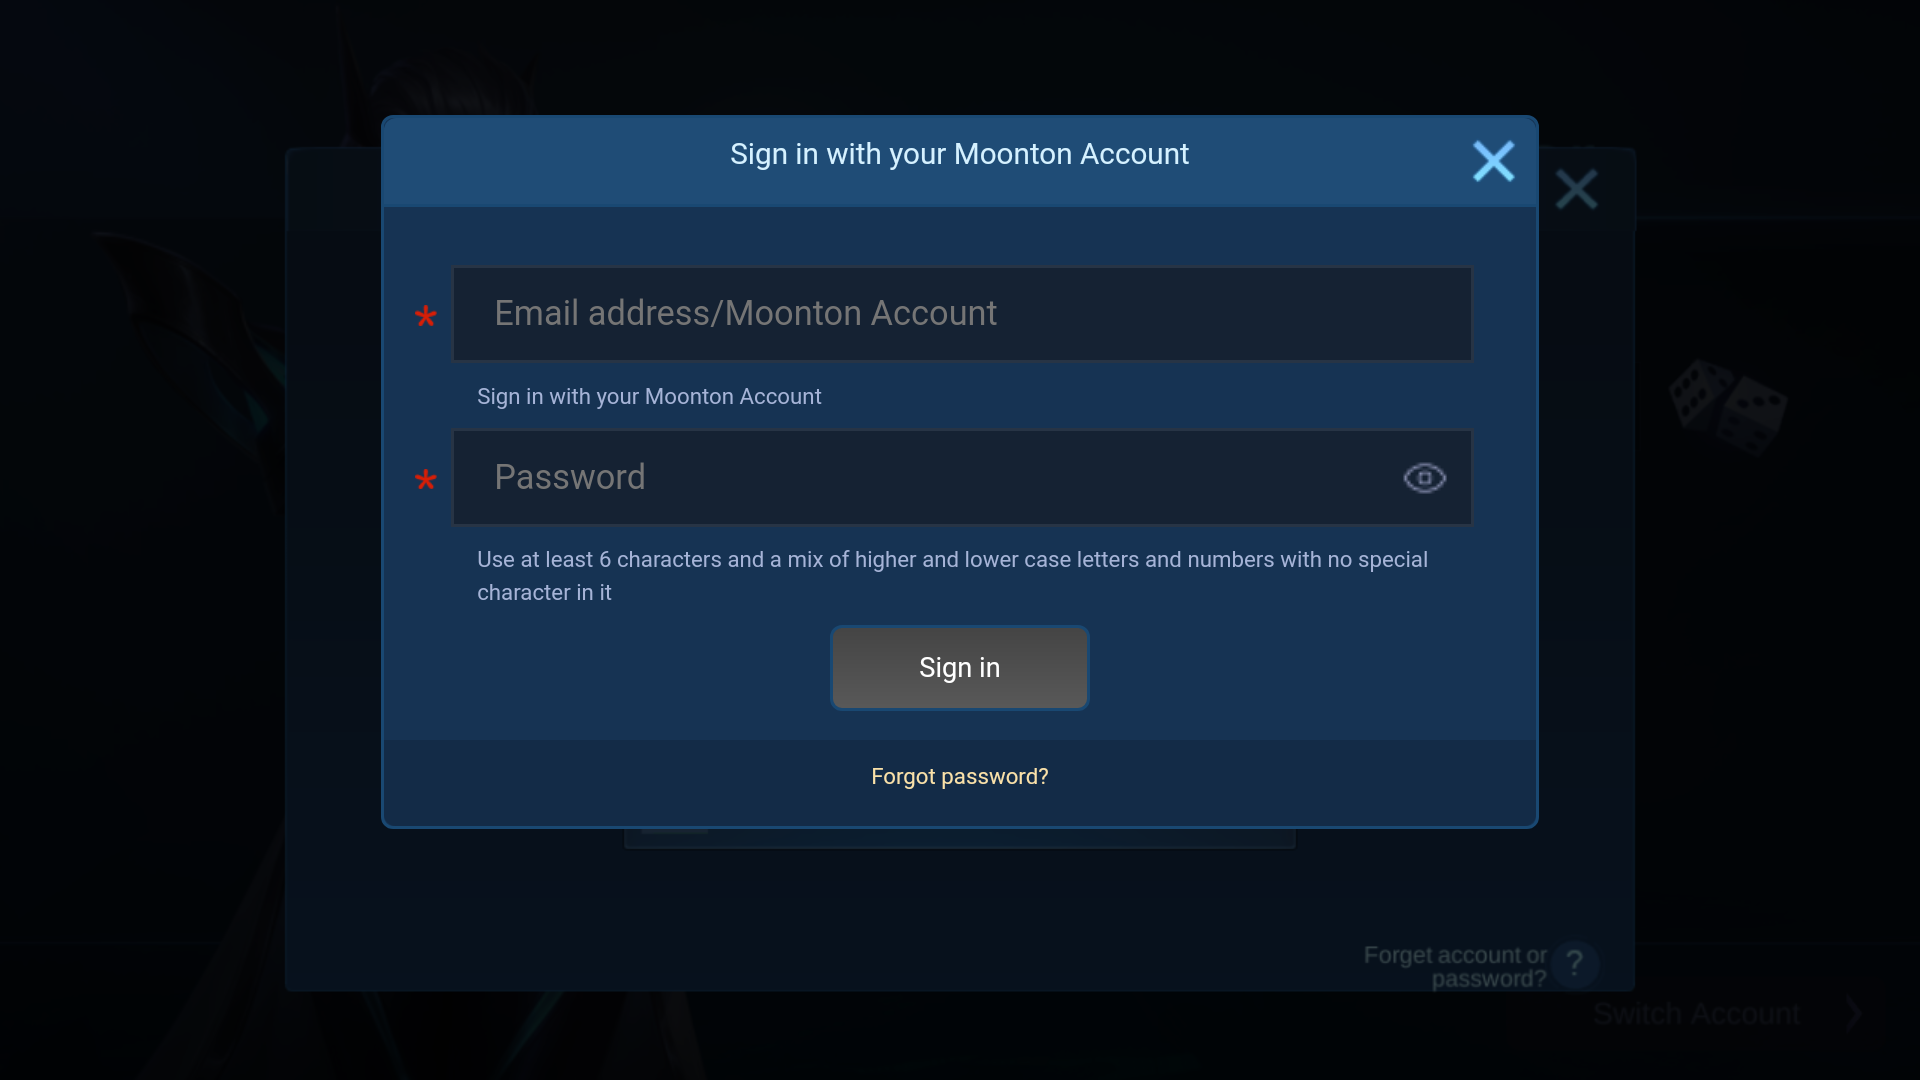 Sign in with your Moonton Account
* Email address/Moonton Account
Sign in with your Moonton Account
* Password
Use at least 6 characters and a mix of higher and lower case letters and numbers with no special
character in it
Sign in
Forgot password?
Forget account or
password?
?
Switch Account